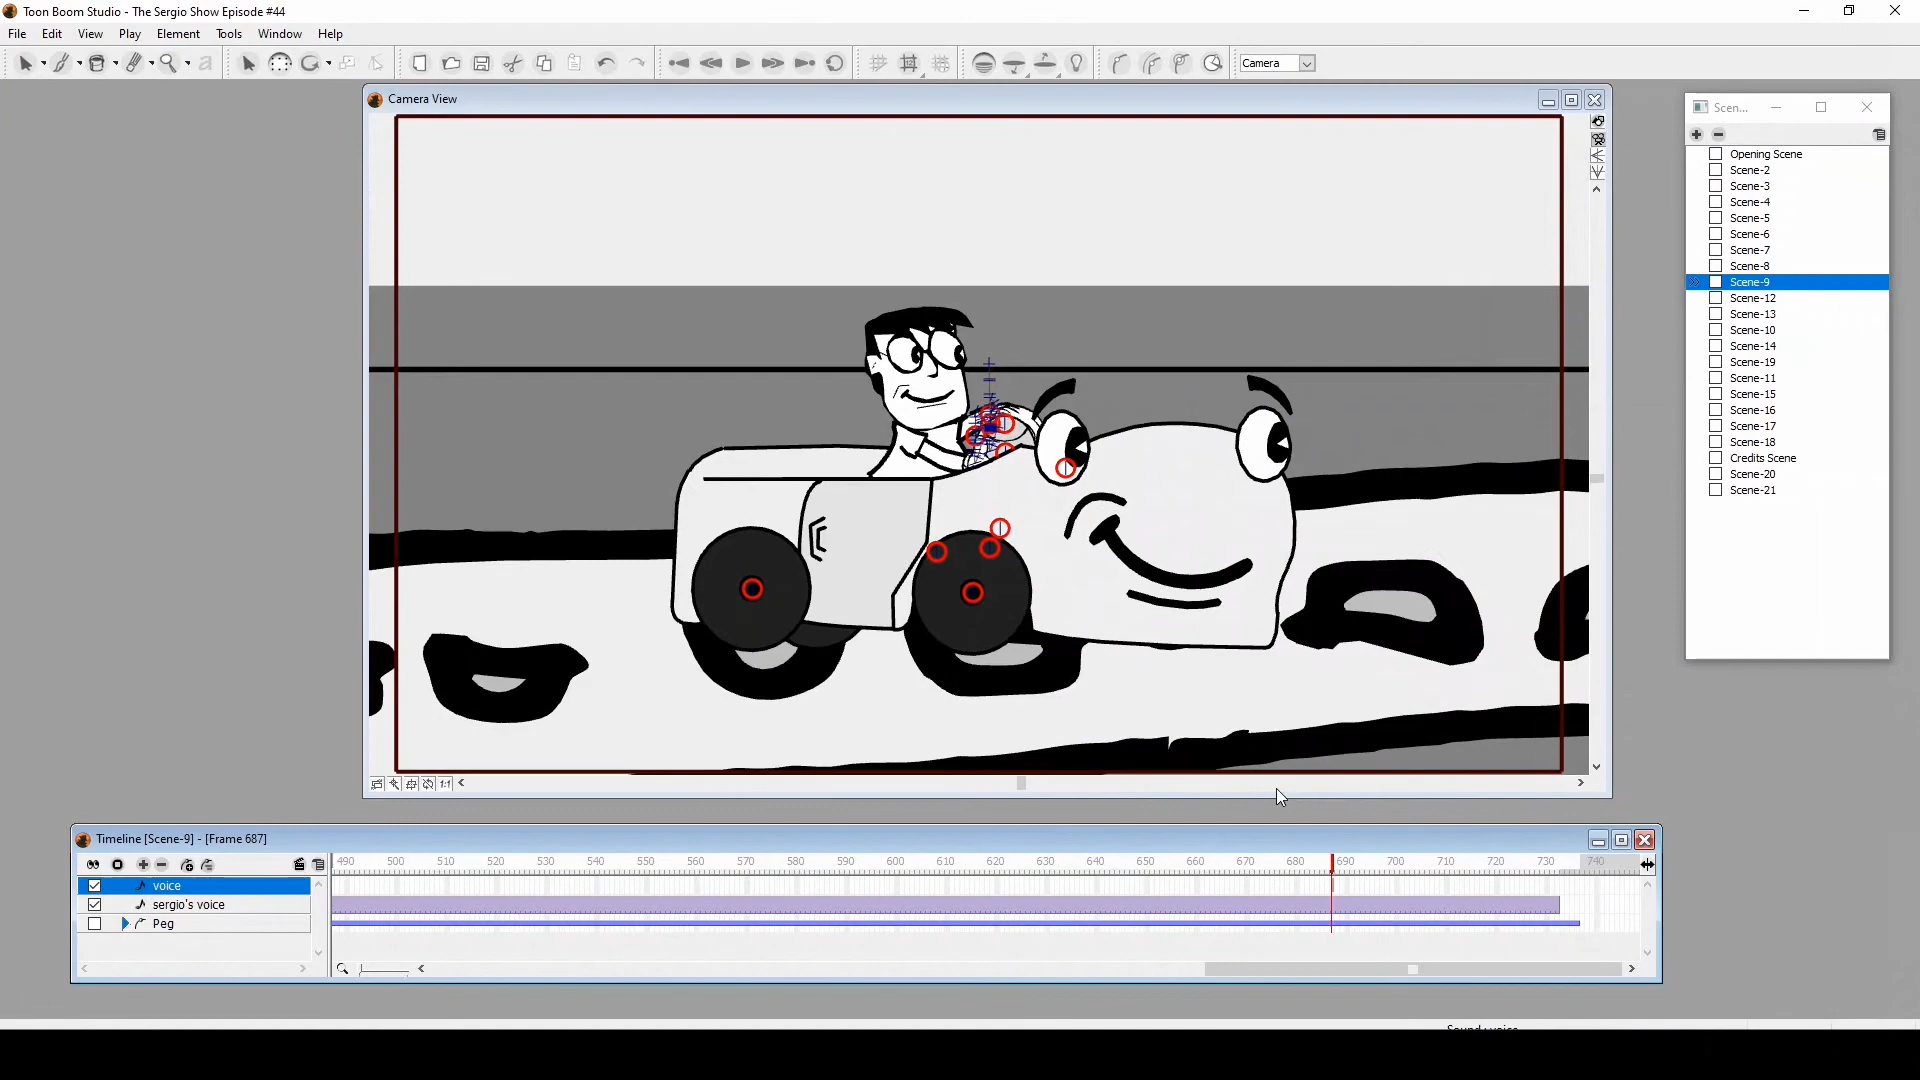 Toon Boom Studio - The Sergio Show Episode #44
File Edit View Play Element Tools Window Help
Camera
Camera View
Scen...
Opening Scene
Scene-2
Scene-3
Scene-4
Scene-5
Scene-6
Scene-7
Scene-8
Scene-9
Scene-12
Scene-13
Scene-10
Scene-14
Scene-19
Scene-11
Scene-15
Scene-16
Scene-17
Scene-18
Credits Scene
Scene-20
Scene-21
1:1
Timeline [Scene-9] - [Frame 687]
490 500 510 520 530 540 550 560 570 580 590 600 610 620 630 640 650 660 670 680 690 700 710 720 730 740
voice
sergio's voice
Peg
Sound : voice